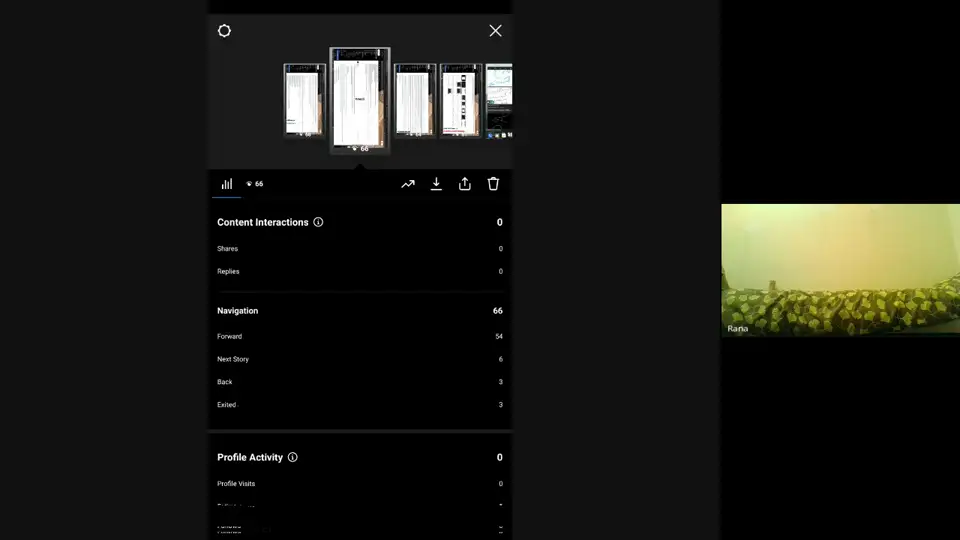 66
66
Content Interactions 0
Shares 0
Replies 0
Navigation 66
Forward 54
Next Story 6
Back 3
Exited 3
Profile Activity 0
Profile Visits 0
Rana